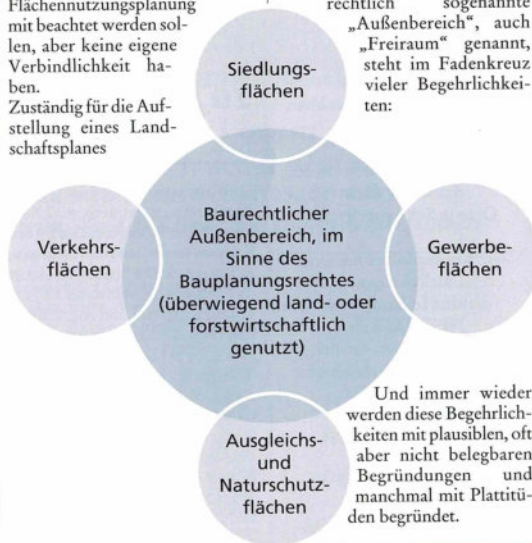 Flächennutzungsplanung
mit beachtet werden sol-
len, aber keine eigene
Verbindlichkeit ha-
ben.
Zuständig für die Auf-
stellung eines Land-
schaftsplanes
rechtlich sogenannte
„Außenbereich“, auch
„Freiraum“ genannt,
steht im Fadenkreuz
vieler Begehrlichkei-
ten:
Siedlungs-
flächen
Verkehrs-
flächen
Baurechtlicher
Außenbereich, im
Sinne des
Bauplanungsrechtes
(überwiegend land- oder
forstwirtschaftlich
genutzt)
Gewerbe-
flächen
Ausgleichs-
und
Naturschutz-
flächen
Und immer wieder
werden diese Begehrlich-
keiten mit plausiblen, oft
aber nicht belegbaren
Begründungen und
manchmal mit Plattitü-
den begründet.